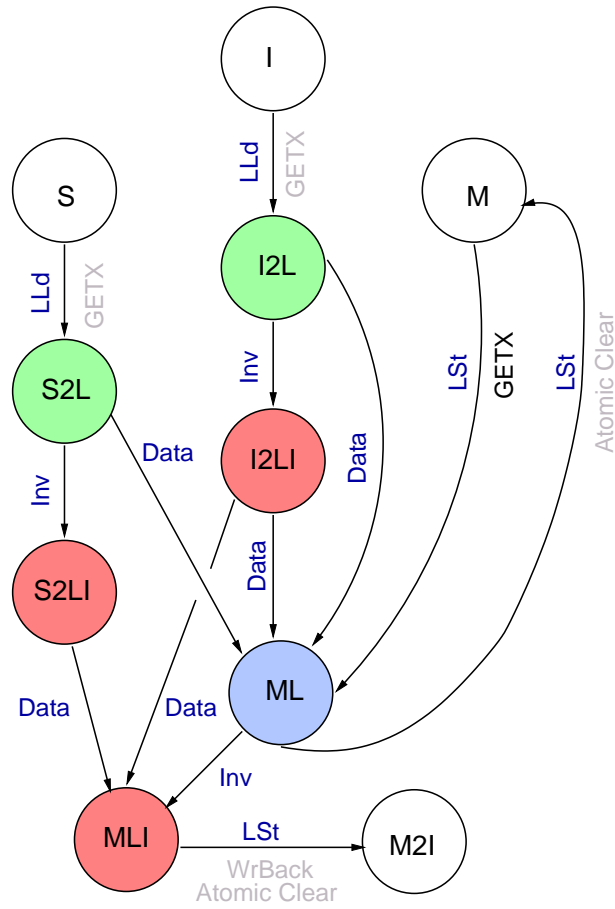 I
LLd
GETX
S
M
LLd
GETX
I2L
S2L
Inv
LSt
GETX
LSt
Atomic Clear
Data
I2LI
Data
Inv
S2LI
Data
ML
Data
Data
Inv
MLI
LSt
M2I
WrBack
Atomic Clear